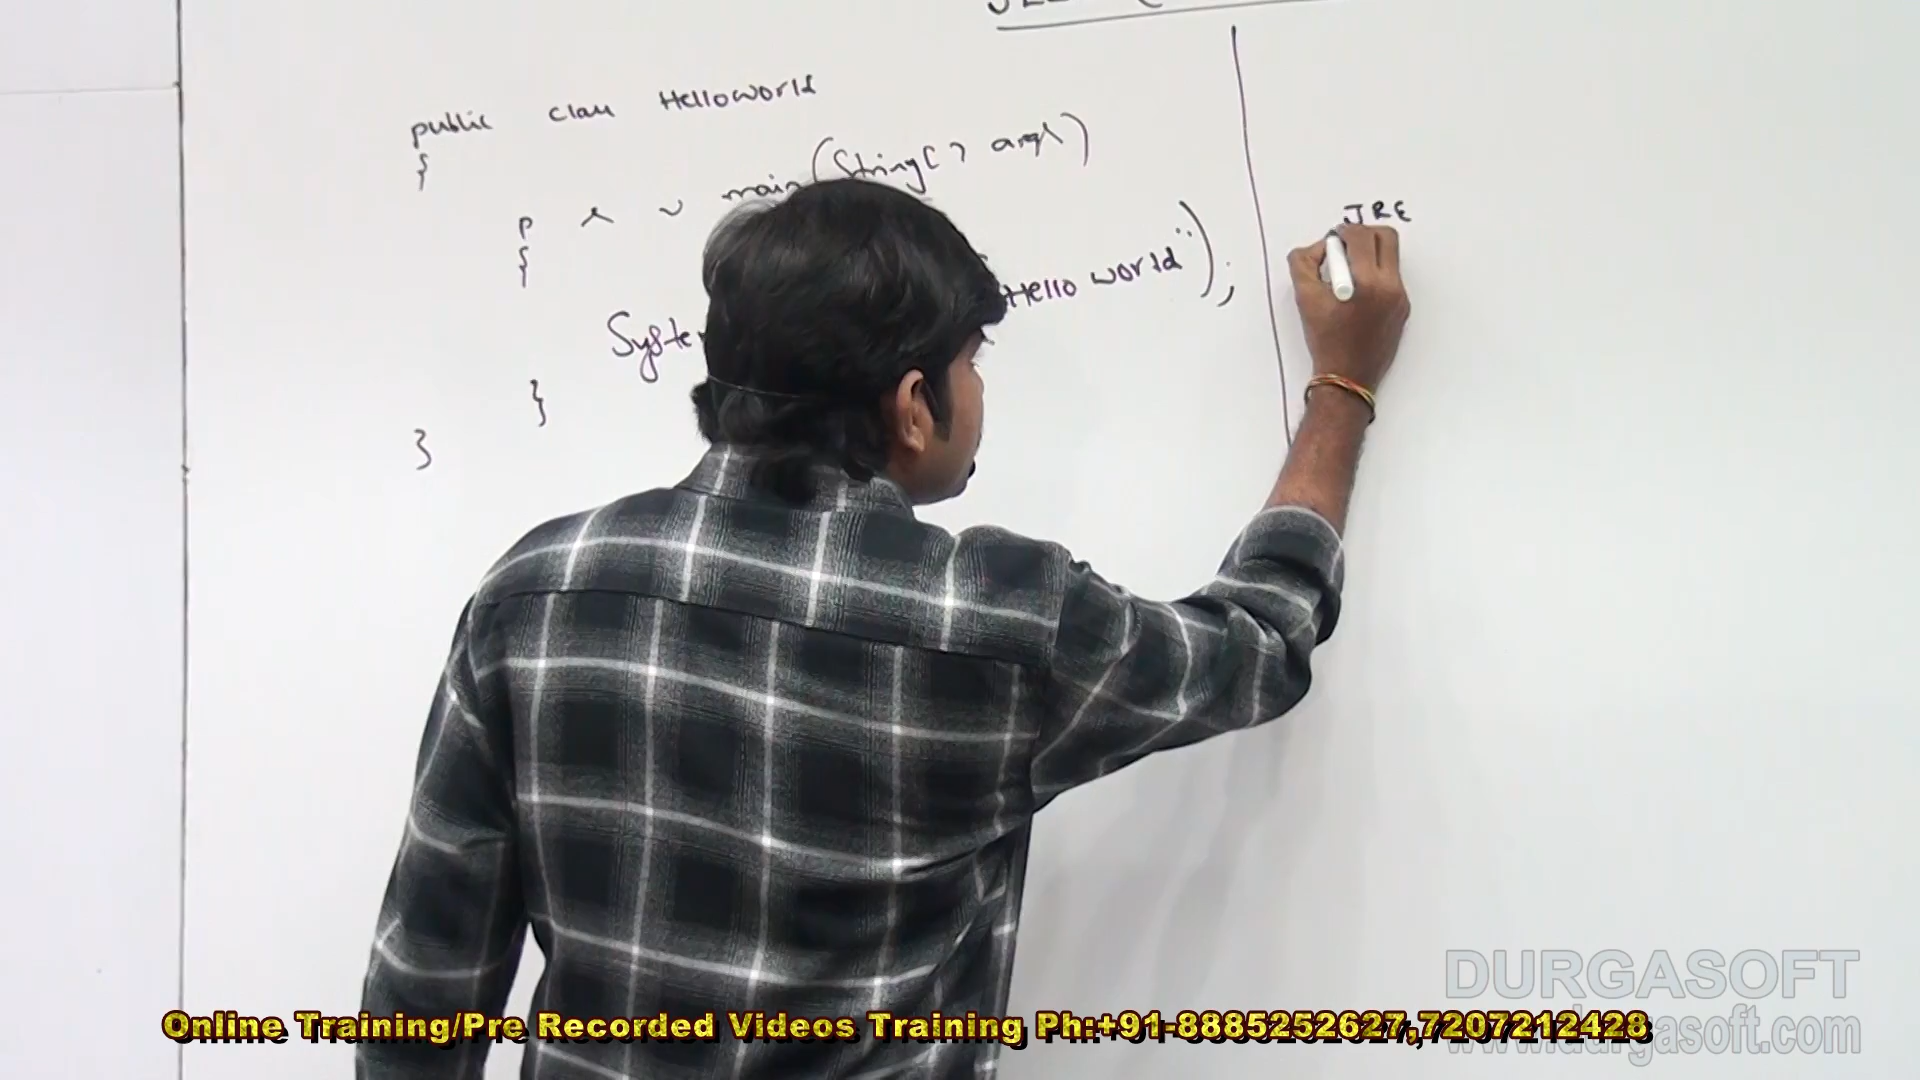 public class HelloWorld
{
p s v main(String[] args)
{
Hello world");
}
}
JRE
DURGASOFT
www.durgasoft.com
Online Training/Pre Recorded Videos Training Ph:+91-8885252627,7207212428